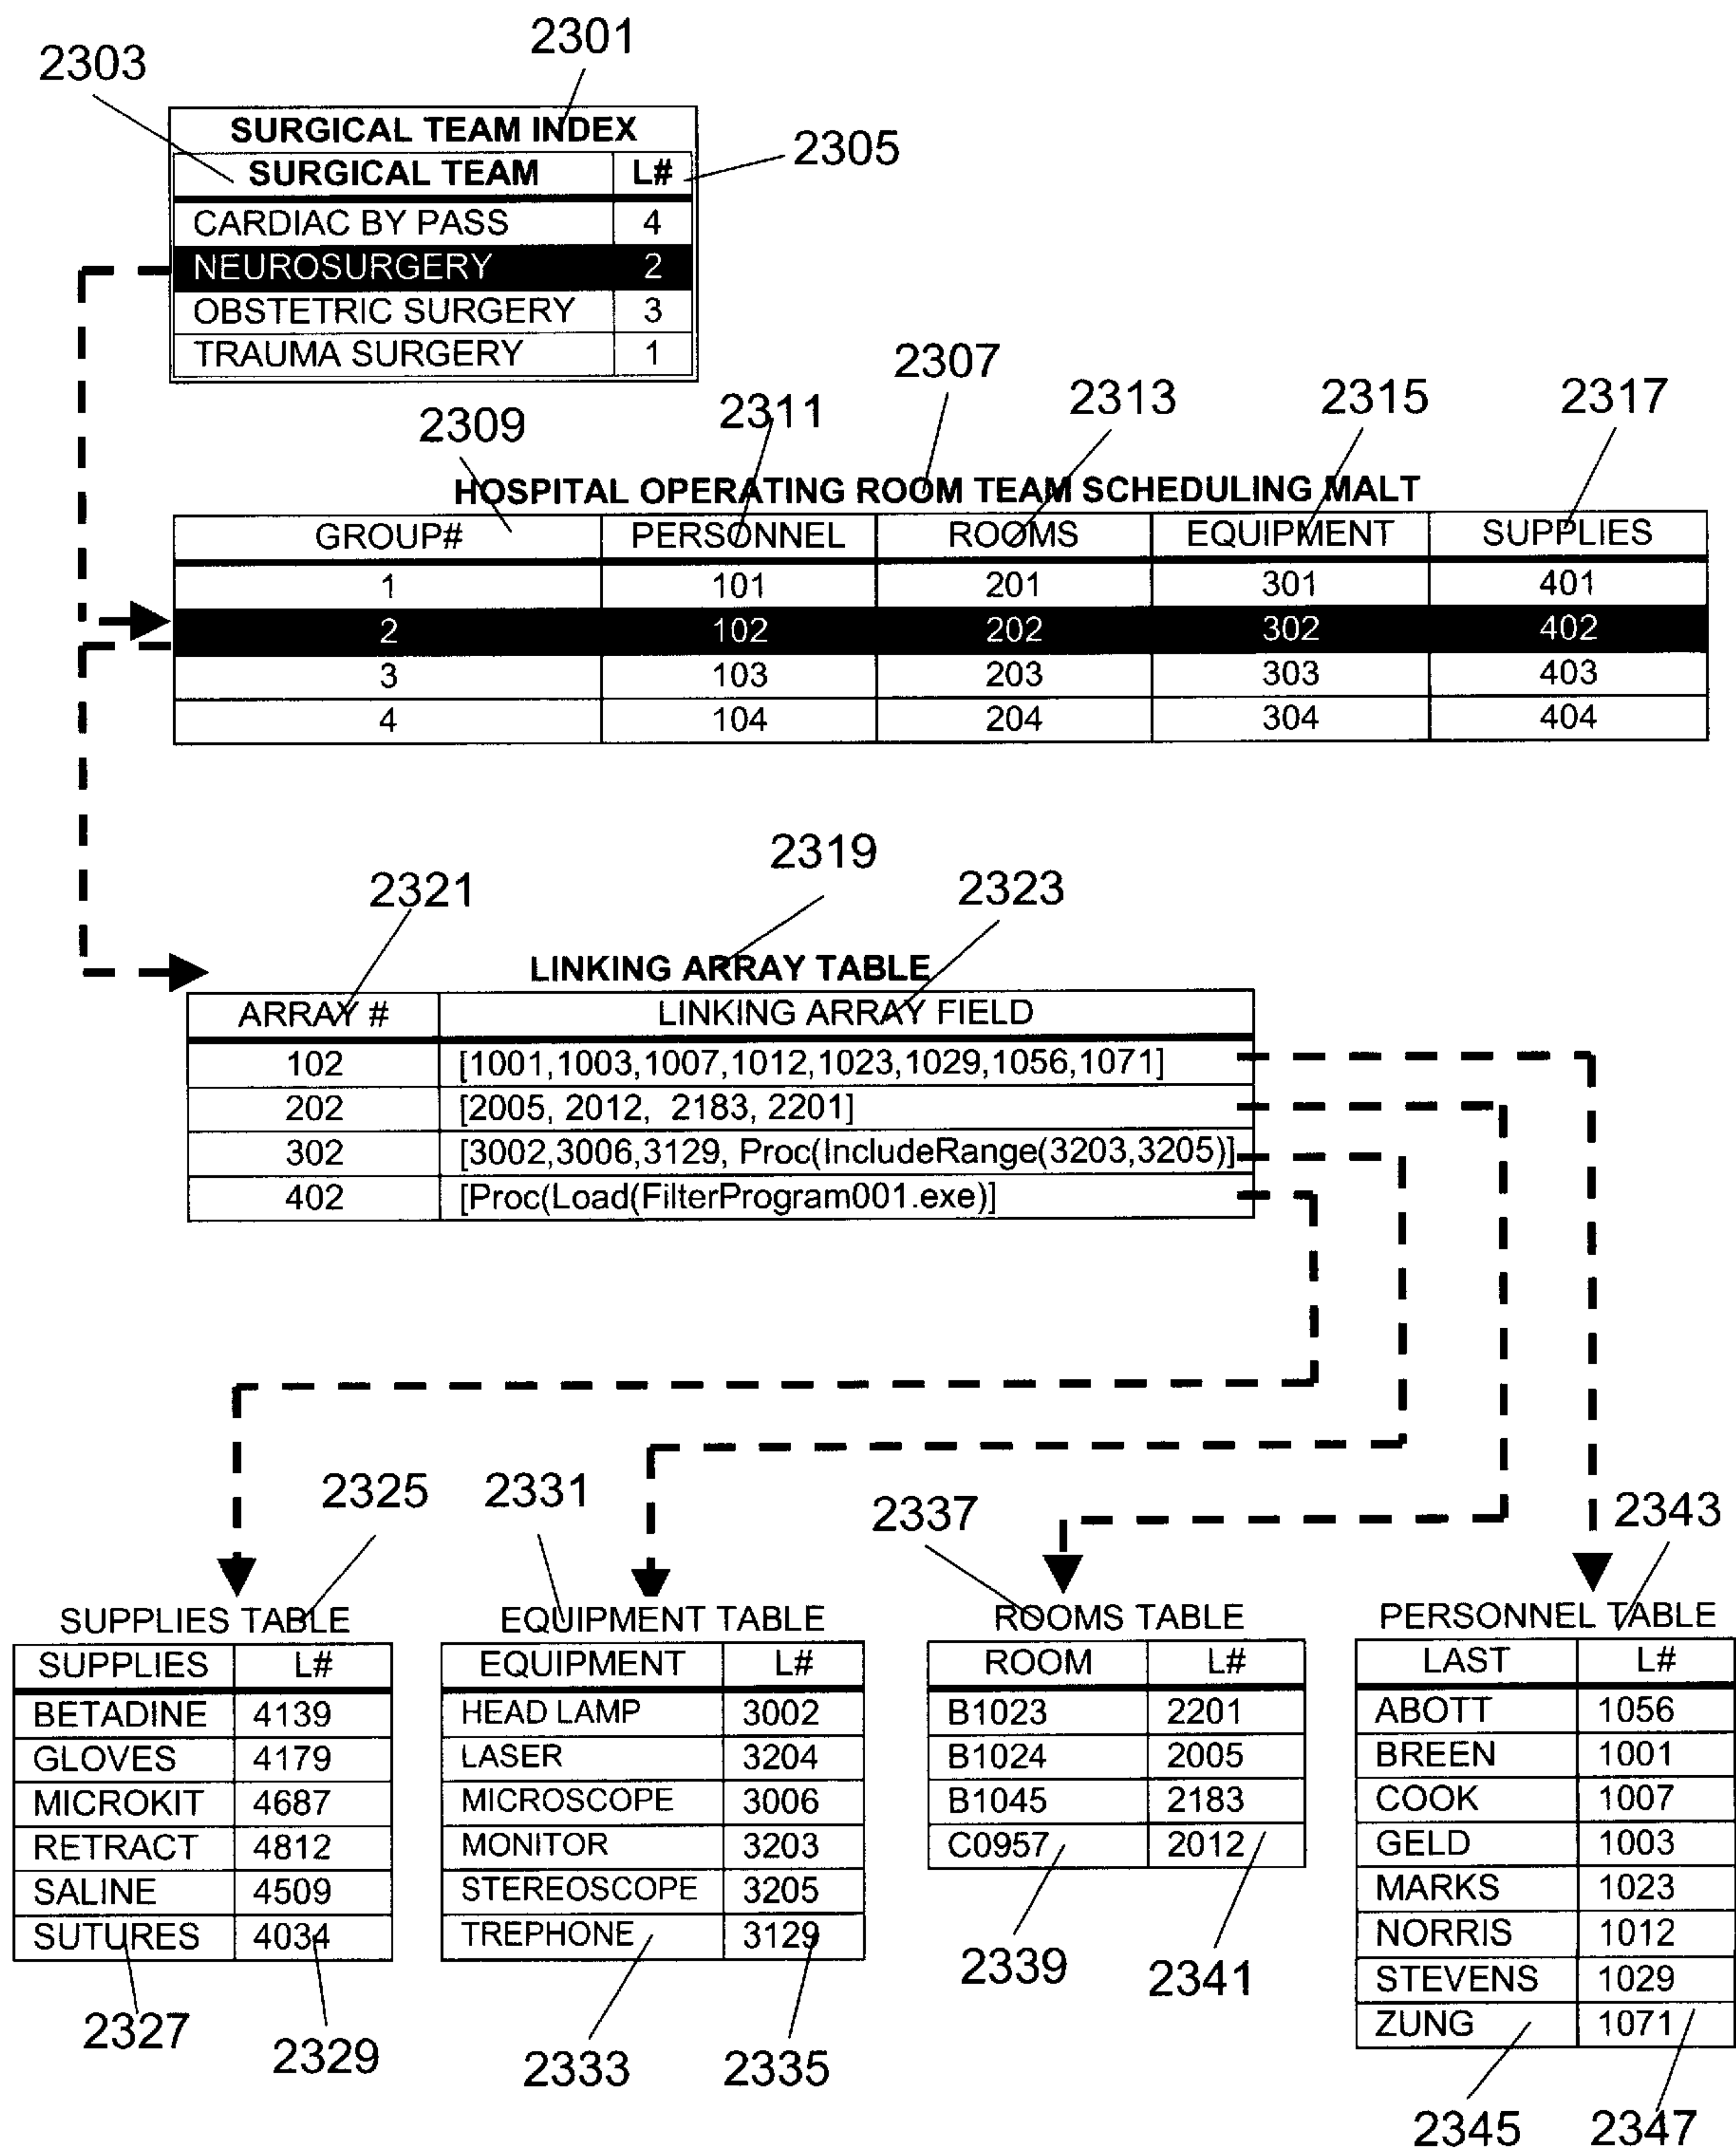 2301
2303
SURGICAL TEAM INDEX
2305
SURGICAL TEAM L#
CARDIAC BY PASS 4
NEUROSURGERY 2
OBSTETRIC SURGERY 3
TRAUMA SURGERY 1
2307
2309 2311 2313 2315 2317
HOSPITAL OPERATING ROOM TEAM SCHEDULING MALT
GROUP# PERSONNEL ROOMS EQUIPMENT SUPPLIES
1 101 201 301 401
2 102 202 302 402
3 103 203 303 403
4 104 204 304 404
2319
2321 2323
LINKING ARRAY TABLE
ARRAY # LINKING ARRAY FIELD
102 [1001,1003,1007,1012,1023,1029,1056,1071]
202 [2005, 2012, 2183, 2201]
302 [3002,3006,3129, Proc(IncludeRange(3203,3205)]
402 [Proc(Load(FilterProgram001.exe)]
2325 2331 2337 2343
SUPPLIES TABLE
SUPPLIES L#
BETADINE 4139
GLOVES 4179
MICROKIT 4687
RETRACT 4812
SALINE 4509
SUTURES 4034
2327 2329
EQUIPMENT TABLE
EQUIPMENT L#
HEAD LAMP 3002
LASER 3204
MICROSCOPE 3006
MONITOR 3203
STEREOSCOPE 3205
TREPHONE 3129
2333 2335
ROOMS TABLE
ROOM L#
B1023 2201
B1024 2005
B1045 2183
C0957 2012
2339 2341
PERSONNEL TABLE
LAST L#
ABOTT 1056
BREEN 1001
COOK 1007
GELD 1003
MARKS 1023
NORRIS 1012
STEVENS 1029
ZUNG 1071
2345 2347